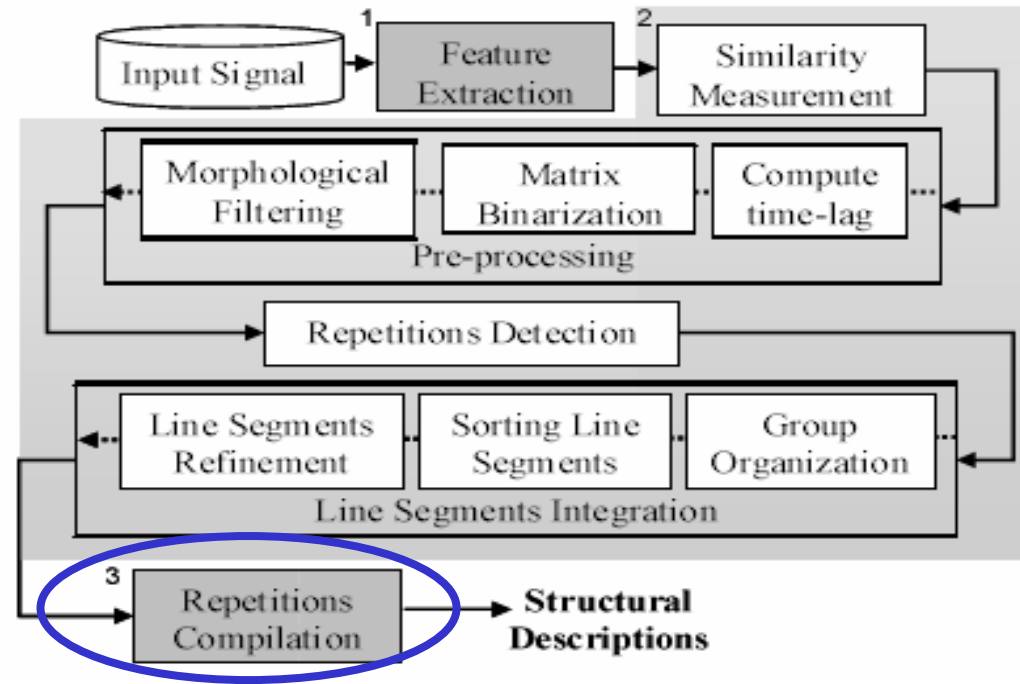 1
Input Signal
Feature
Extraction
2
Similarity
Measurement
Compute
time-lag
Matrix
Binarization
Morphological
Filtering
Pre-processing
Repetitions Detection
Group
Organization
Sorting Line
Segments
Line Segments
Refinement
Line Segments Integration
3
Repetitions
Compilation
Structural
Descriptions